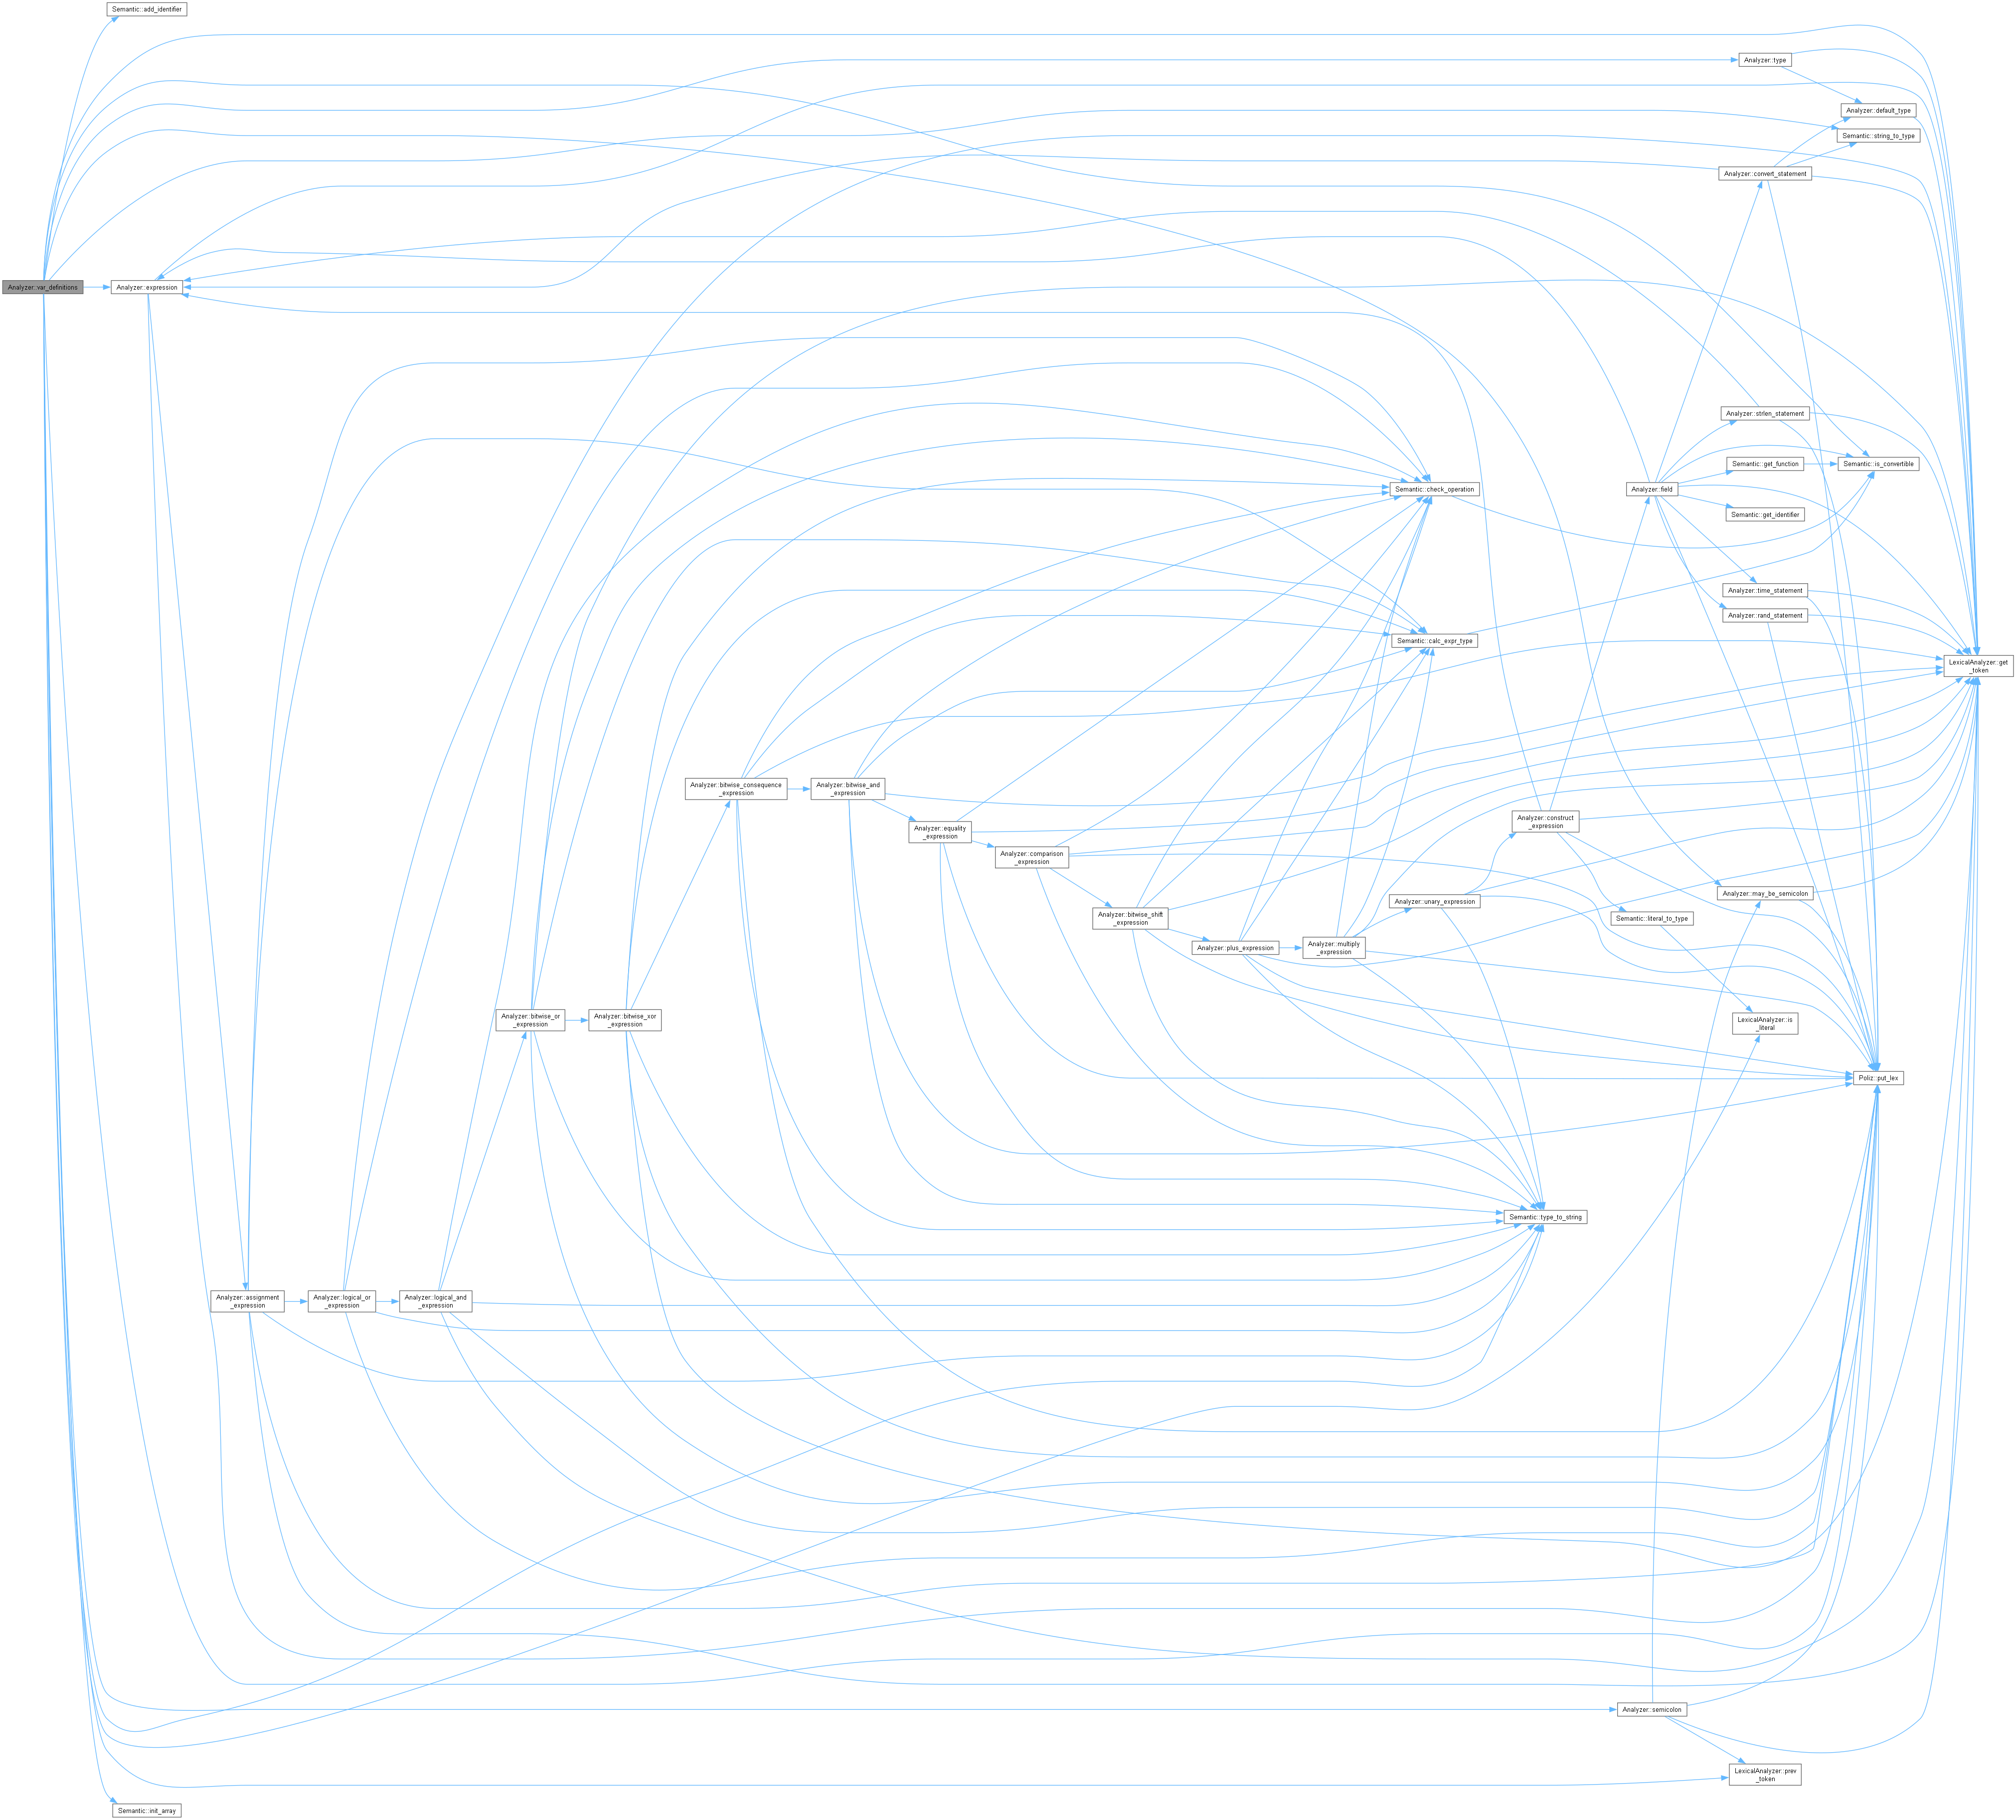 Semantic::add_identifier
Analyzer::type
Analyzer::default_type
Semantic::string_to_type
Analyzer::convert_statement
Analyzer::var_definitions
Analyzer::expression
Analyzer::strlen_statement
Semantic::get_function
Semantic::is_convertible
Semantic::check_operation
Analyzer::field
Semantic::get_identifier
Analyzer::time_statement
Analyzer::rand_statement
Semantic::calc_expr_type
LexicalAnalyzer::get
_token
Analyzer::bitwise_consequence
_expression
Analyzer::bitwise_and
_expression
Analyzer::equality
_expression
Analyzer::construct
_expression
Analyzer::comparison
_expression
Analyzer::may_be_semicolon
Analyzer::unary_expression
Analyzer::bitwise_shift
_expression
Semantic::literal_to_type
Analyzer::plus_expression
Analyzer::multiply
_expression
Analyzer::bitwise_or
_expression
Analyzer::bitwise_xor
_expression
LexicalAnalyzer::is
_literal
Poliz::put_lex
Semantic::type_to_string
Analyzer::assignment
_expression
Analyzer::logical_or
_expression
Analyzer::logical_and
_expression
Analyzer::semicolon
LexicalAnalyzer::prev
_token
Semantic::init_array